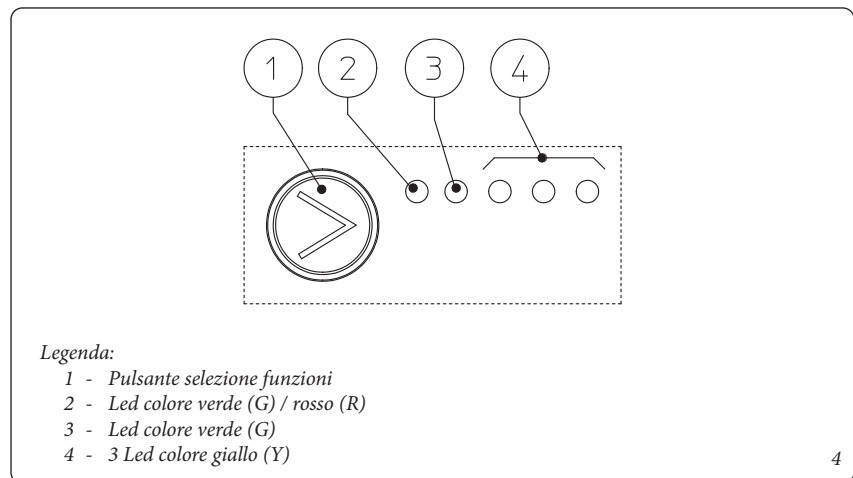 1 2 3 4
Legenda:
1 - Pulsante selezione funzioni
2 - Led colore verde (G) / rosso (R)
3 - Led colore verde (G)
4 - 3 Led colore giallo (Y)
4